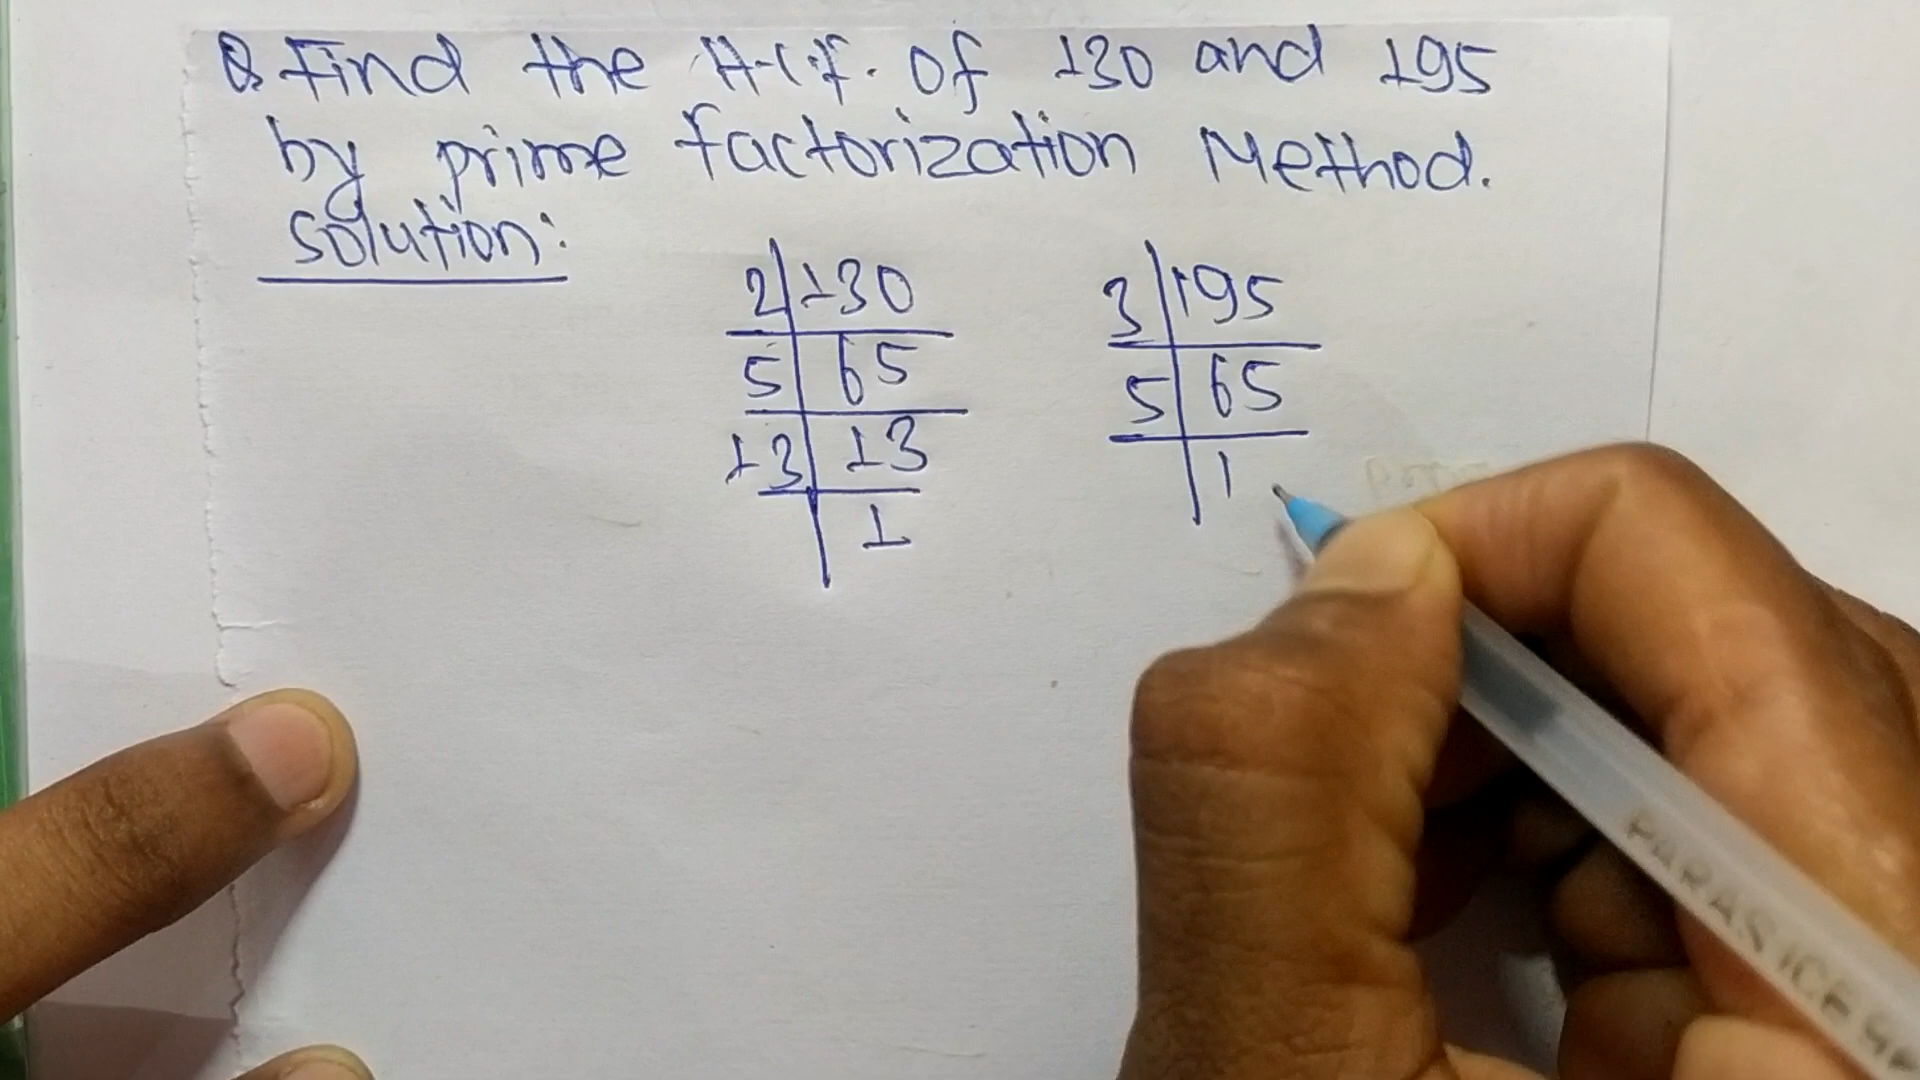 Q Find the H.C.F. Of 130 and 195
by prime factorization Method.
Solution:
2 130
5 65
13 13
1
3 195
5 65
1